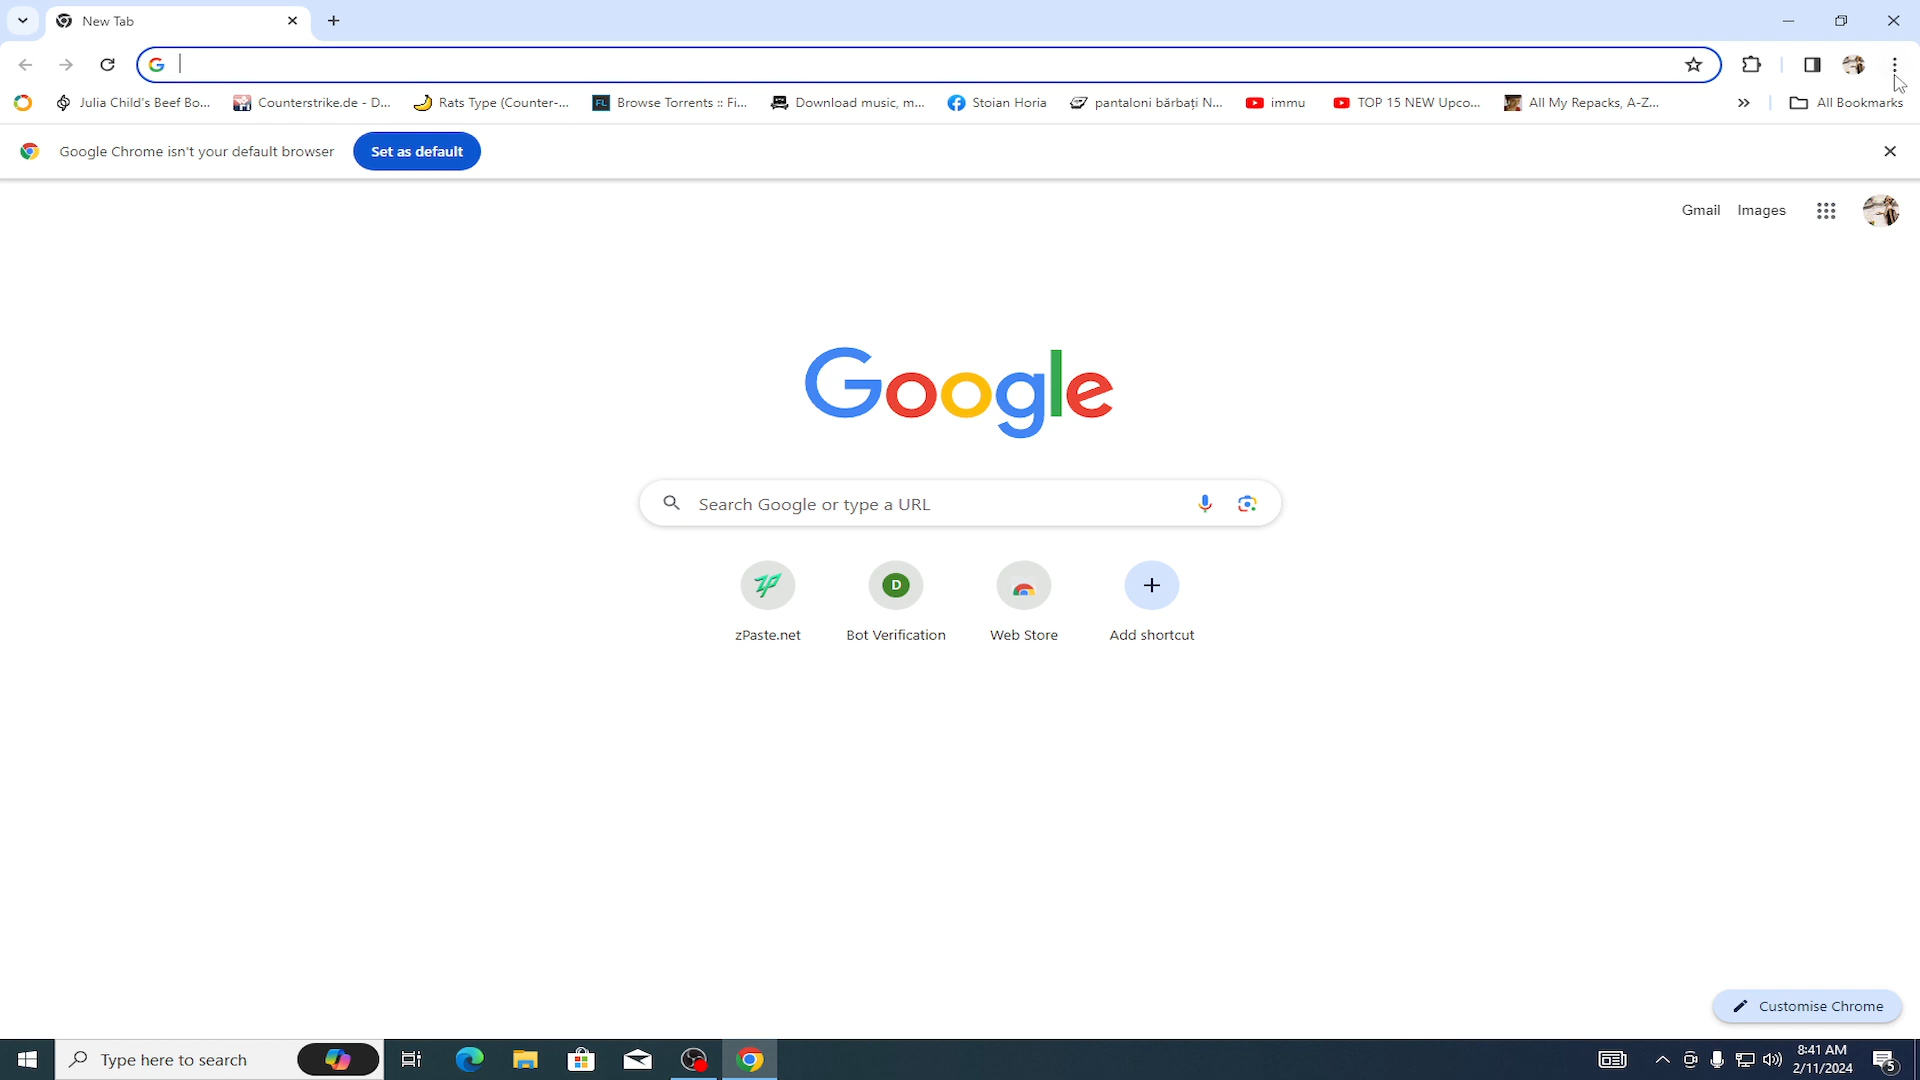 New Tab
Julia Child's Beef Bo...
Counterstrike.de - D...
Rats Type (Counter-...
FL Browse Torrents :: Fi...
Download music, m...
Stoian Horia
pantaloni bărbați N...
immu
TOP 15 NEW Upco...
All My Repacks, A-Z...
»
All Bookmarks
Google Chrome isn't your default browser
Set as default
Gmail
Images
Google
Search Google or type a URL
zPaste.net
D
Bot Verification
Web Store
Add shortcut
Customise Chrome
Type here to search
8:41 AM
2/11/2024
5